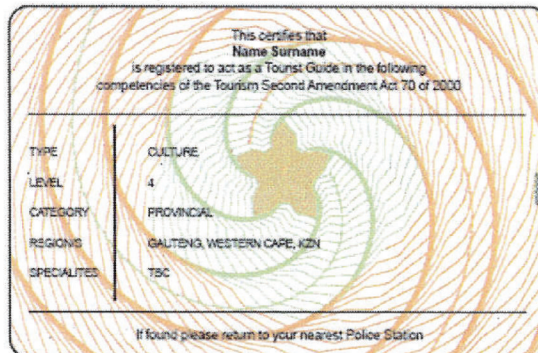 This certifies that
Name Surname
is registered to act as a Tourist Guide in the following
competencies of the Tourism Second Amendment Act 70 of 2000
TYPE CULTURE
LEVEL 4
CATEGORY PROVINCIAL
REGION/S GAUTENG, WESTERN CAPE, KZN
SPECIALITES TBC
If found please return to your nearest Police Station